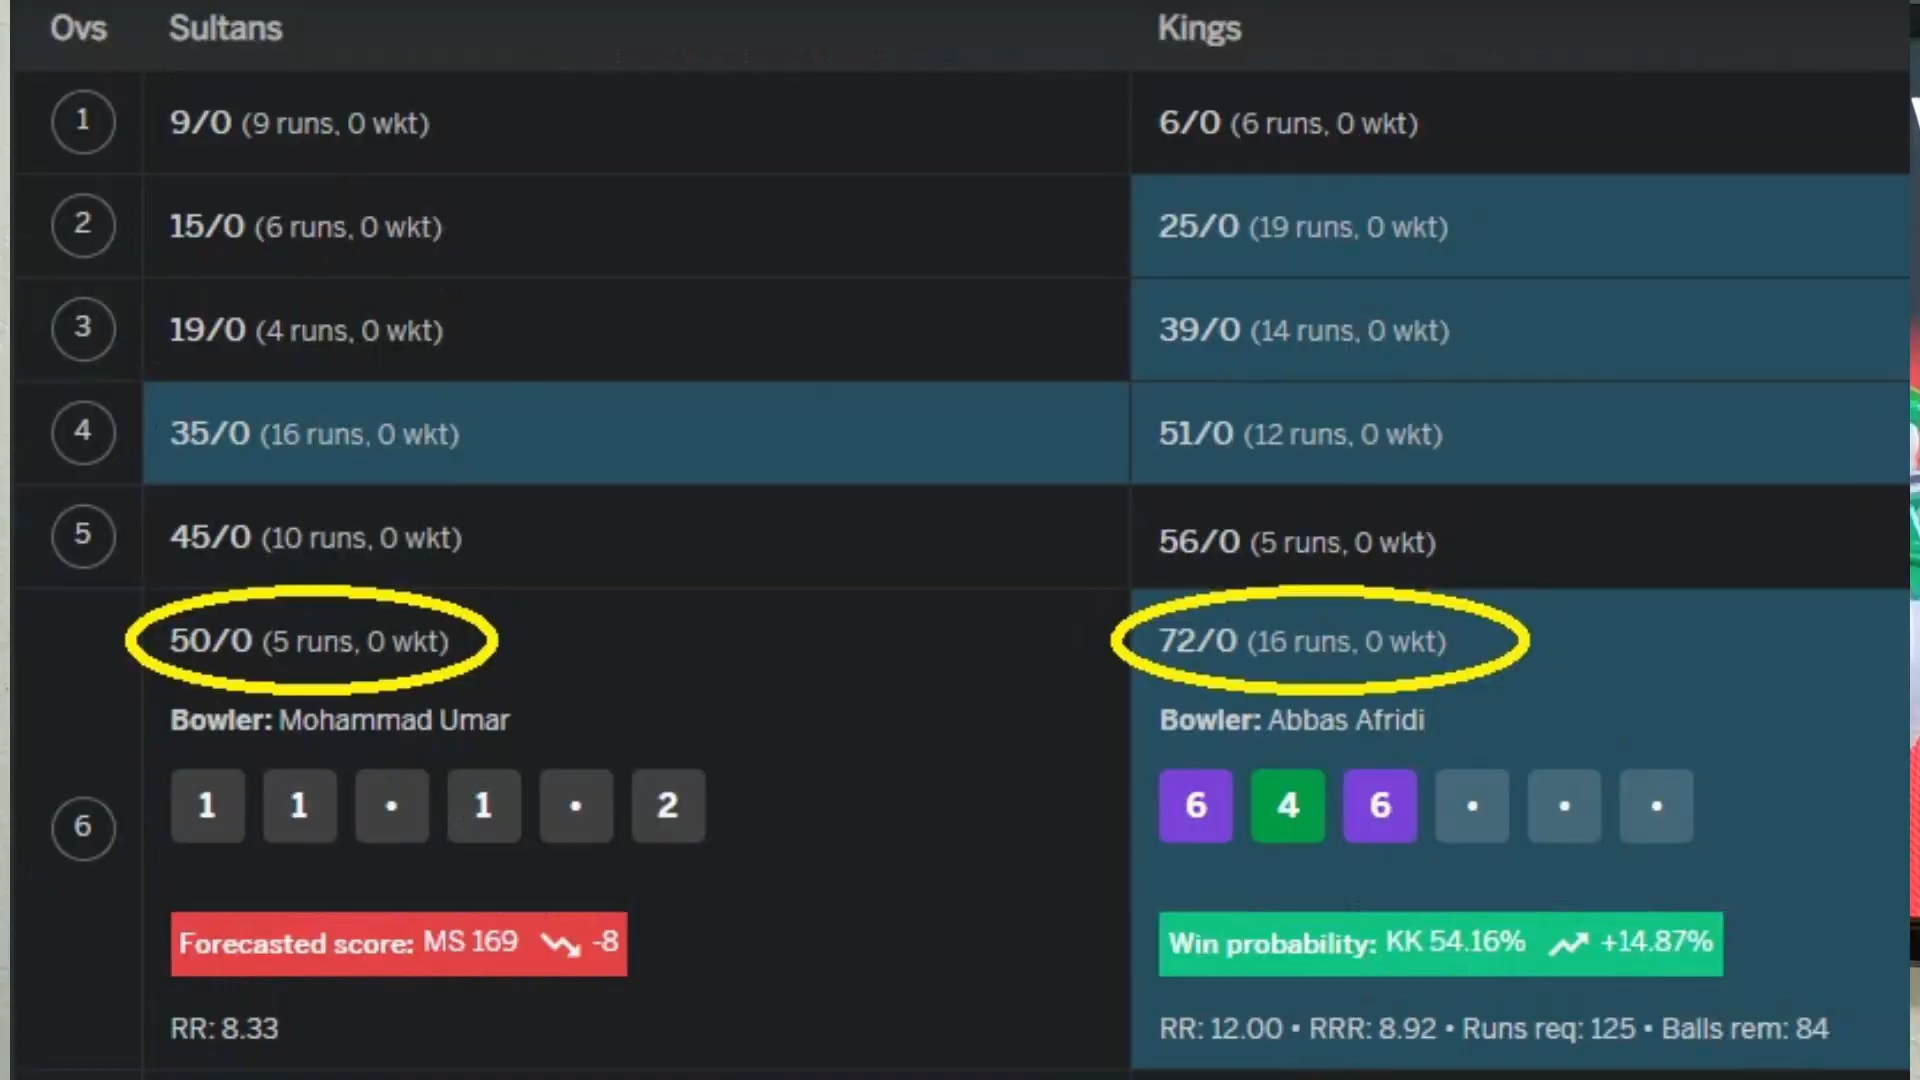 Ovs Sultans Kings
1 9/0 (9 runs, 0 wkt) 6/0 (6 runs, 0 wkt)
2 15/0 (6 runs, 0 wkt) 25/0 (19 runs, 0 wkt)
3 19/0 (4 runs, 0 wkt) 39/0 (14 runs, 0 wkt)
4 35/0 (16 runs, 0 wkt) 51/0 (12 runs, 0 wkt)
5 45/0 (10 runs, 0 wkt) 56/0 (5 runs, 0 wkt)
50/0 (5 runs, 0 wkt) 72/0 (16 runs, 0 wkt)
Bowler: Mohammad Umar Bowler: Abbas Afridi
6 1 1 • 1 • 2 6 4 6 • • •
Forecasted score: MS 169 -8 Win probability: KK 54.16% +14.87%
RR: 8.33 RR: 12.00 • RRR: 8.92 • Runs req: 125 • Balls rem: 84